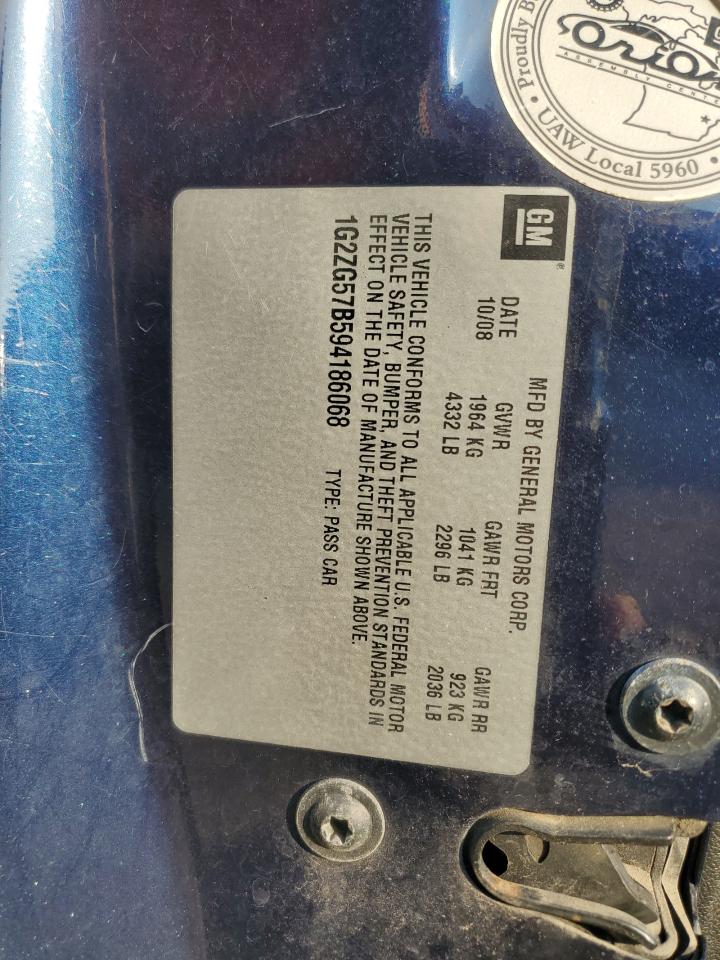 Proudly B
orion
ASSEMBLY CENTE
• UAW Local 5960 •
GM
MFD BY GENERAL MOTORS CORP.
DATE GVWR GAWR FRT GAWR RR
10/08 1964 KG 1041 KG 923 KG
4332 LB 2296 LB 2036 LB
THIS VEHICLE CONFORMS TO ALL APPLICABLE U.S. FEDERAL MOTOR
VEHICLE SAFETY, BUMPER, AND THEFT PREVENTION STANDARDS IN
EFFECT ON THE DATE OF MANUFACTURE SHOWN ABOVE.
1G2ZG57B594186068 TYPE: PASS CAR